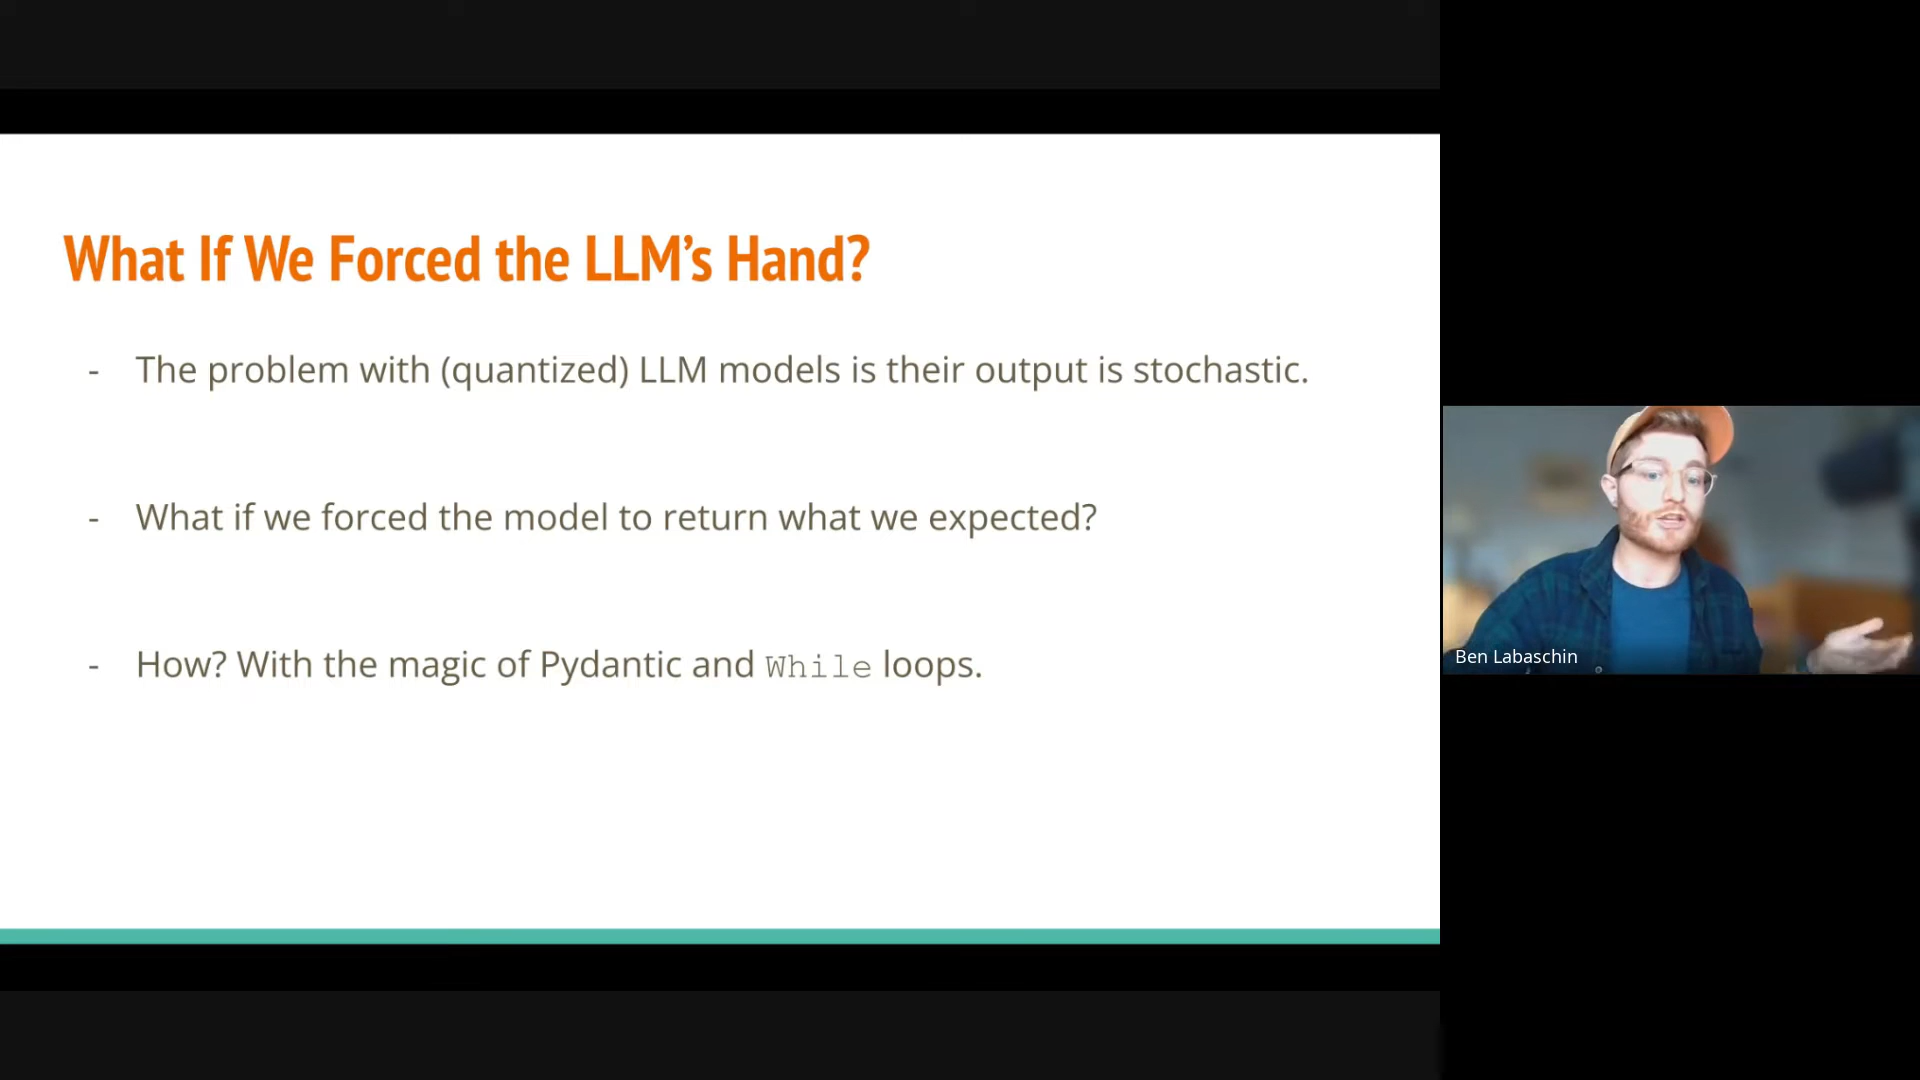 What If We Forced the LLM’s Hand?
- The problem with (quantized) LLM models is their output is stochastic.
- What if we forced the model to return what we expected?
- How? With the magic of Pydantic and While loops.
Ben Labaschin